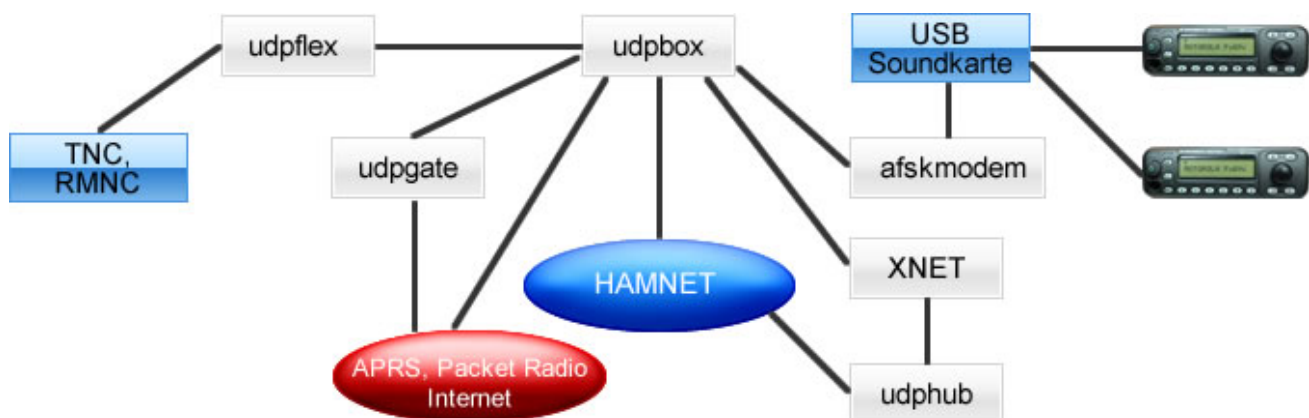 udpflex
udpbox
USB
Soundkarte
TNC,
RMNC
udpgate
afskmodem
HAMNET
XNET
APRS, Packet Radio
Internet
udphub